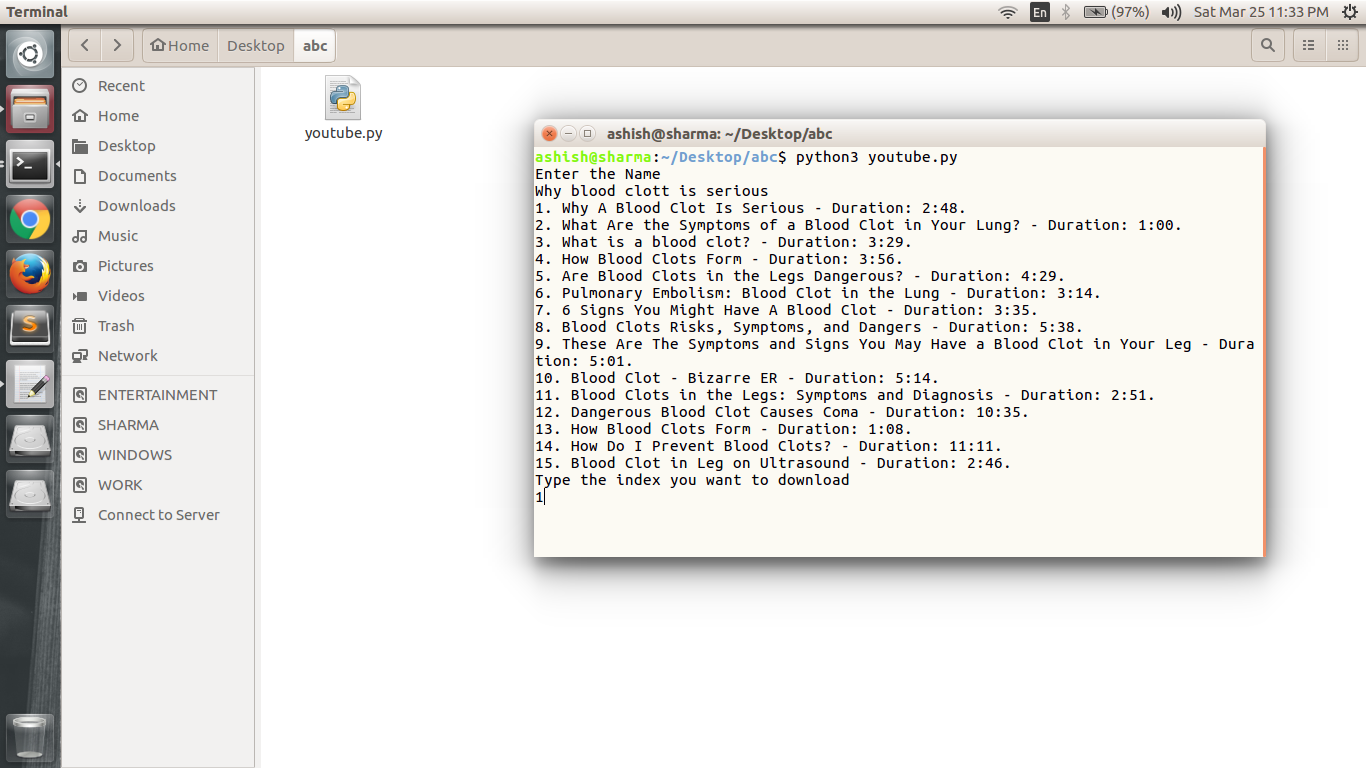 Terminal
En
(97%)
Sat Mar 25 11:33 PM
Home
Desktop
abc
Recent
Home
Desktop
Documents
Downloads
Music
Pictures
Videos
Trash
Network
ENTERTAINMENT
SHARMA
WINDOWS
WORK
Connect to Server
youtube.py
ashish@sharma: ~/Desktop/abc
ashish@sharma:~/Desktop/abc$ python3 youtube.py
Enter the Name
Why blood clott is serious
1. Why A Blood Clot Is Serious - Duration: 2:48.
2. What Are the Symptoms of a Blood Clot in Your Lung? - Duration: 1:00.
3. What is a blood clot? - Duration: 3:29.
4. How Blood Clots Form - Duration: 3:56.
5. Are Blood Clots in the Legs Dangerous? - Duration: 4:29.
6. Pulmonary Embolism: Blood Clot in the Lung - Duration: 3:14.
7. 6 Signs You Might Have A Blood Clot - Duration: 3:35.
8. Blood Clots Risks, Symptoms, and Dangers - Duration: 5:38.
9. These Are The Symptoms and Signs You May Have a Blood Clot in Your Leg - Dura
tion: 5:01.
10. Blood Clot - Bizarre ER - Duration: 5:14.
11. Blood Clots in the Legs: Symptoms and Diagnosis - Duration: 2:51.
12. Dangerous Blood Clot Causes Coma - Duration: 10:35.
13. How Blood Clots Form - Duration: 1:08.
14. How Do I Prevent Blood Clots? - Duration: 11:11.
15. Blood Clot in Leg on Ultrasound - Duration: 2:46.
Type the index you want to download
1